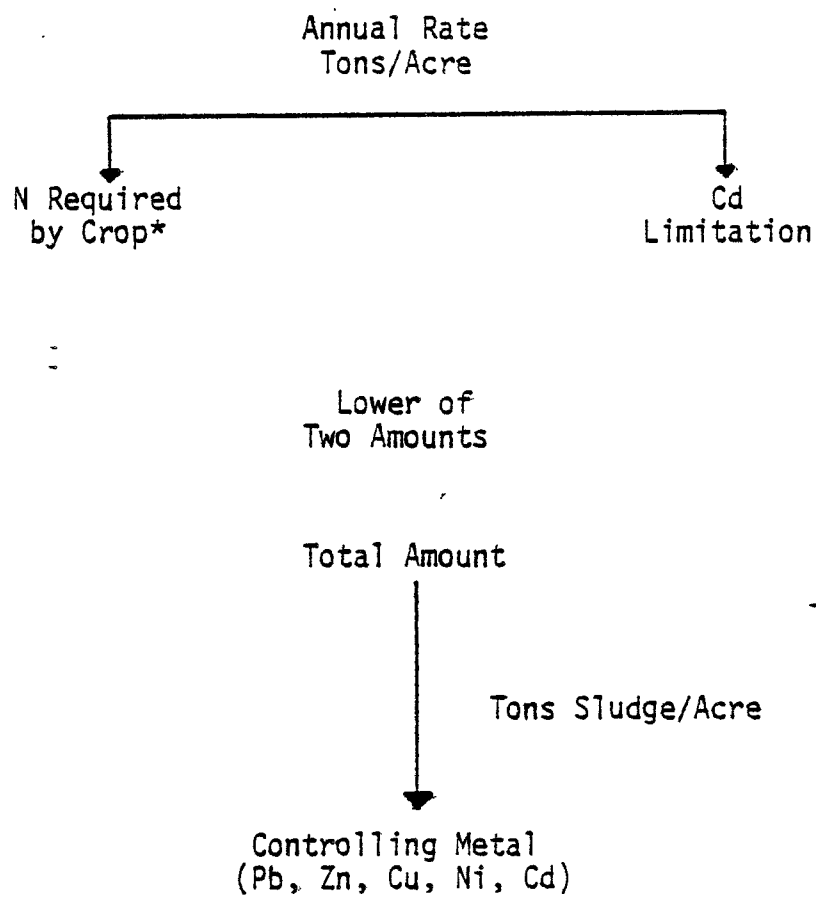 Annual Rate
Tons/Acre
N Required
by Crop*
Cd
Limitation
Lower of
Two Amounts
Total Amount
Tons Sludge/Acre
Controlling Metal
(Pb, Zn, Cu, Ni, Cd)